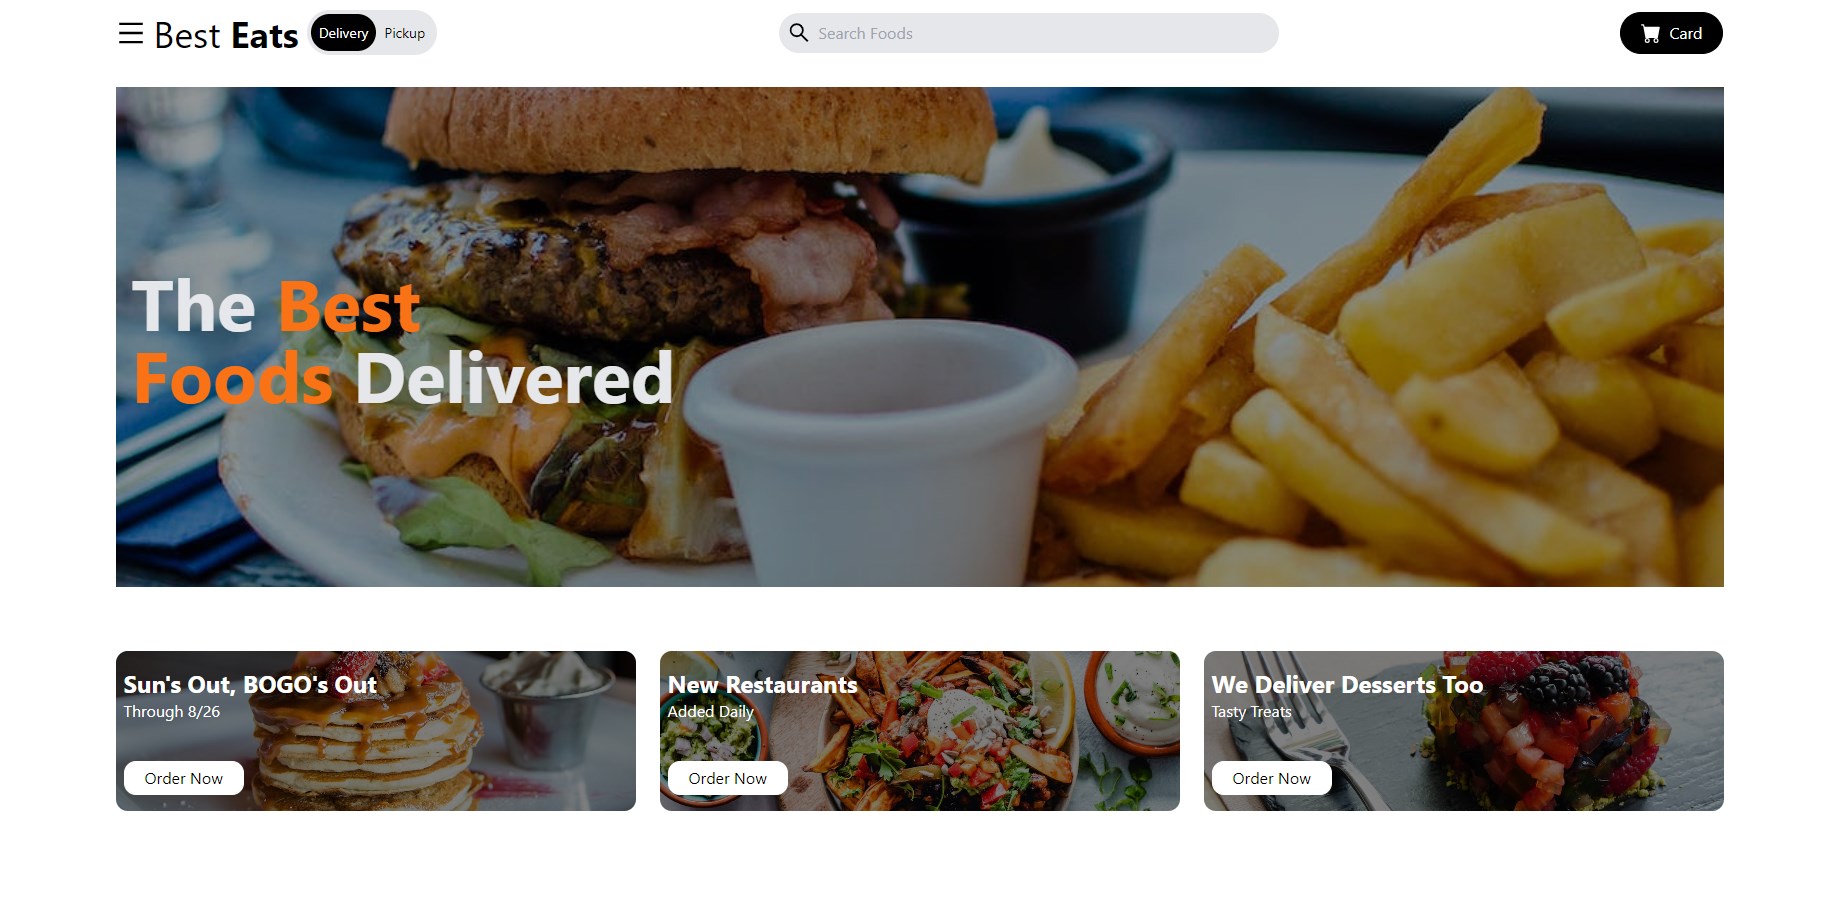 Best Eats Delivery Pickup Search Foods Card
The Best
Foods Delivered
Sun's Out, BOGO's Out
Through 8/26
Order Now
New Restaurants
Added Daily
Order Now
We Deliver Desserts Too
Tasty Treats
Order Now